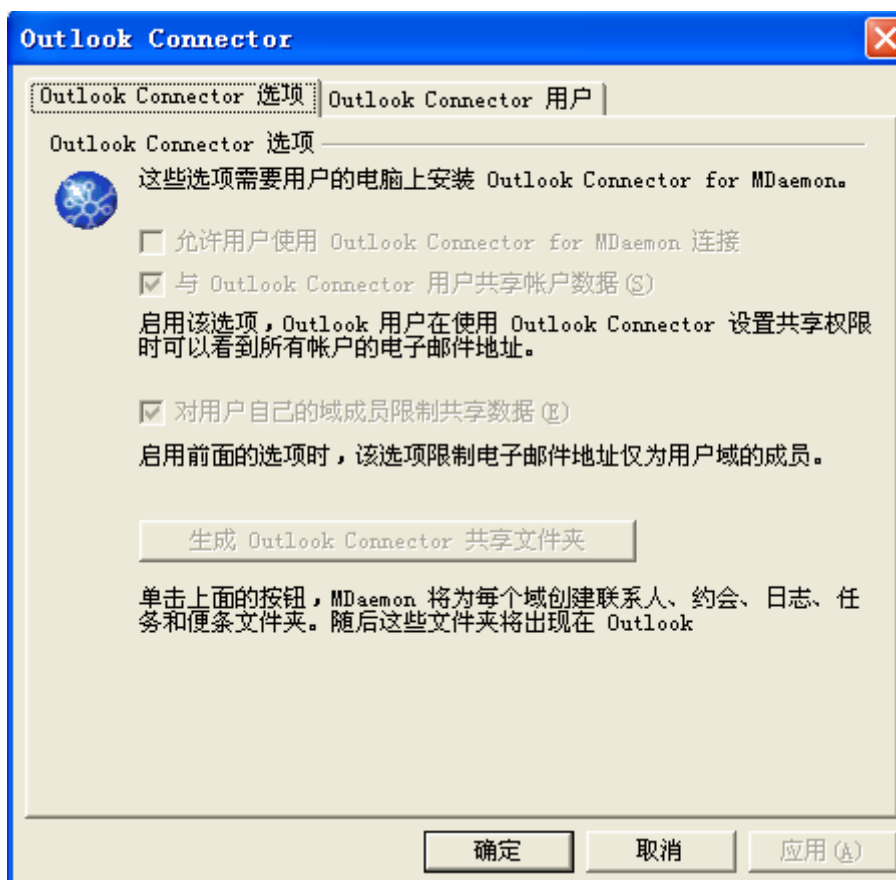 Outlook Connector
Outlook Connector 选项
Outlook Connector 用户
Outlook Connector 选项
这些选项需要用户的电脑上安装 Outlook Connector for MDaemon。
允许用户使用 Outlook Connector for MDaemon 连接
与 Outlook Connector 用户共享帐户数据(S)
启用该选项，Outlook 用户在使用 Outlook Connector 设置共享权限
时可以看到所有帐户的电子邮件地址。
对用户自己的域成员限制共享数据(E)
启用前面的选项时，该选项限制电子邮件地址仅为用户域的成员。
生成 Outlook Connector 共享文件夹
单击上面的按钮，MDaemon 将为每个域创建联系人、约会、日志、任
务和便条文件夹。随后这些文件夹将出现在 Outlook
确定
取消
应用(A)